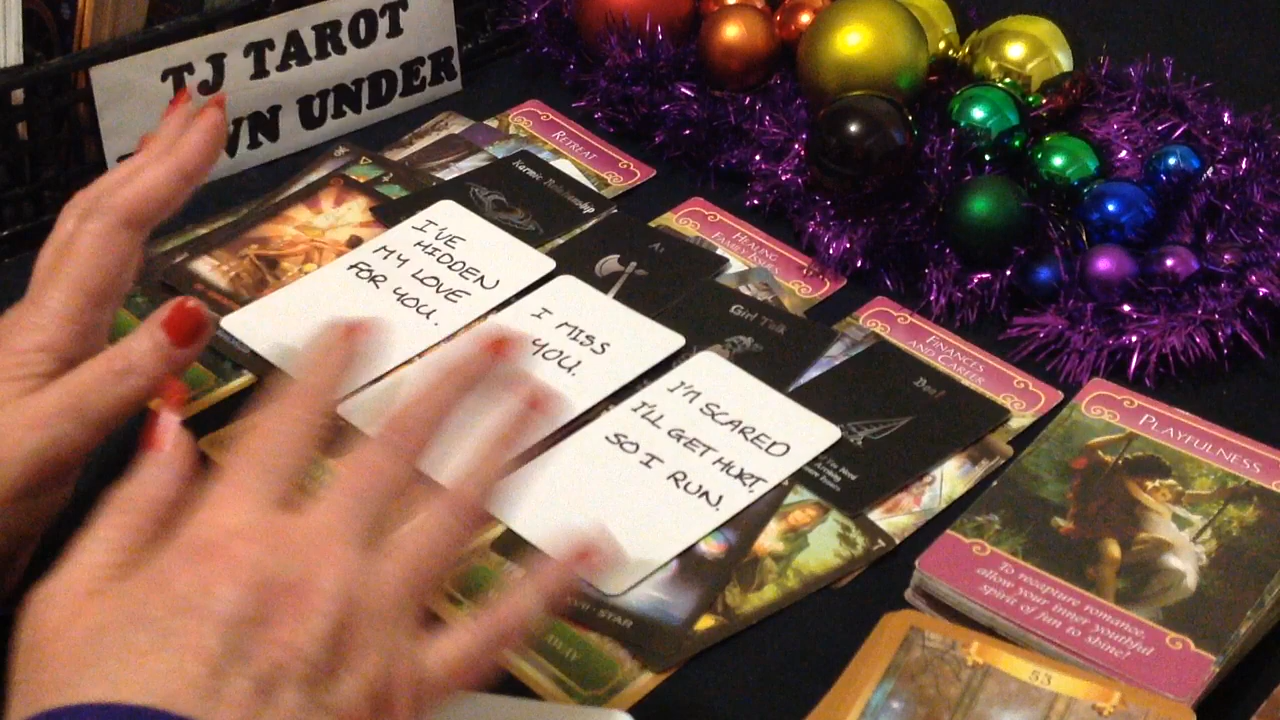 TJ TAROT
WN UNDER
RETREAT
Karmic Relationship
HEALING
FAMILY ISSUES
I'VE
HIDDEN
MY LOVE
FOR YOU.
I MISS
YOU.
Girl Talk
FINANCES
AND CAREER
I'M SCARED
I'LL GET HURT,
SO I RUN.
PLAYFULNESS
To recapture romance,
allow your inner youthful
spirit of fun to shine!
STAR
AWAY
53